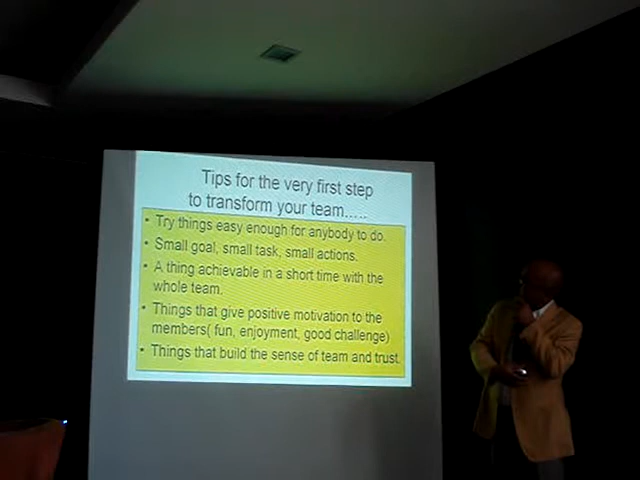 Tips for the very first step
to transform your team.....
• Try things easy enough for anybody to do.
• Small goal, small task, small actions.
• A thing achievable in a short time with the
whole team.
• Things that give positive motivation to the
members( fun, enjoyment, good challenge)
• Things that build the sense of team and trust.